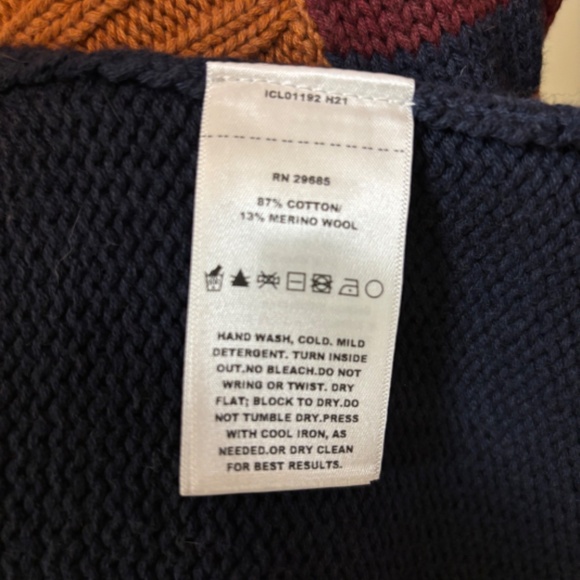 ICL01192 H21
RN 29685
87% COTTON/
13% MERINO WOOL
HAND WASH, COLD. MILD
DETERGENT. TURN INSIDE
OUT.NO BLEACH.DO NOT
WRING OR TWIST. DRY
FLAT; BLOCK TO DRY.DO
NOT TUMBLE DRY.PRESS
WITH COOL IRON, AS
NEEDED.OR DRY CLEAN
FOR BEST RESULTS.